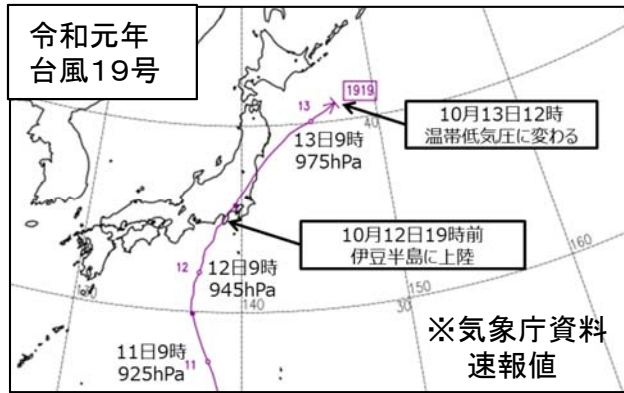 令和元年
台風19号
1919
13
10月13日12時
温帯低気圧に変わる
40
13日9時
975hPa
10月12日19時前
伊豆半島に上陸
160
12
12日9時
945hPa
140
150
30
※気象庁資料
速報値
11日9時
925hPa
11